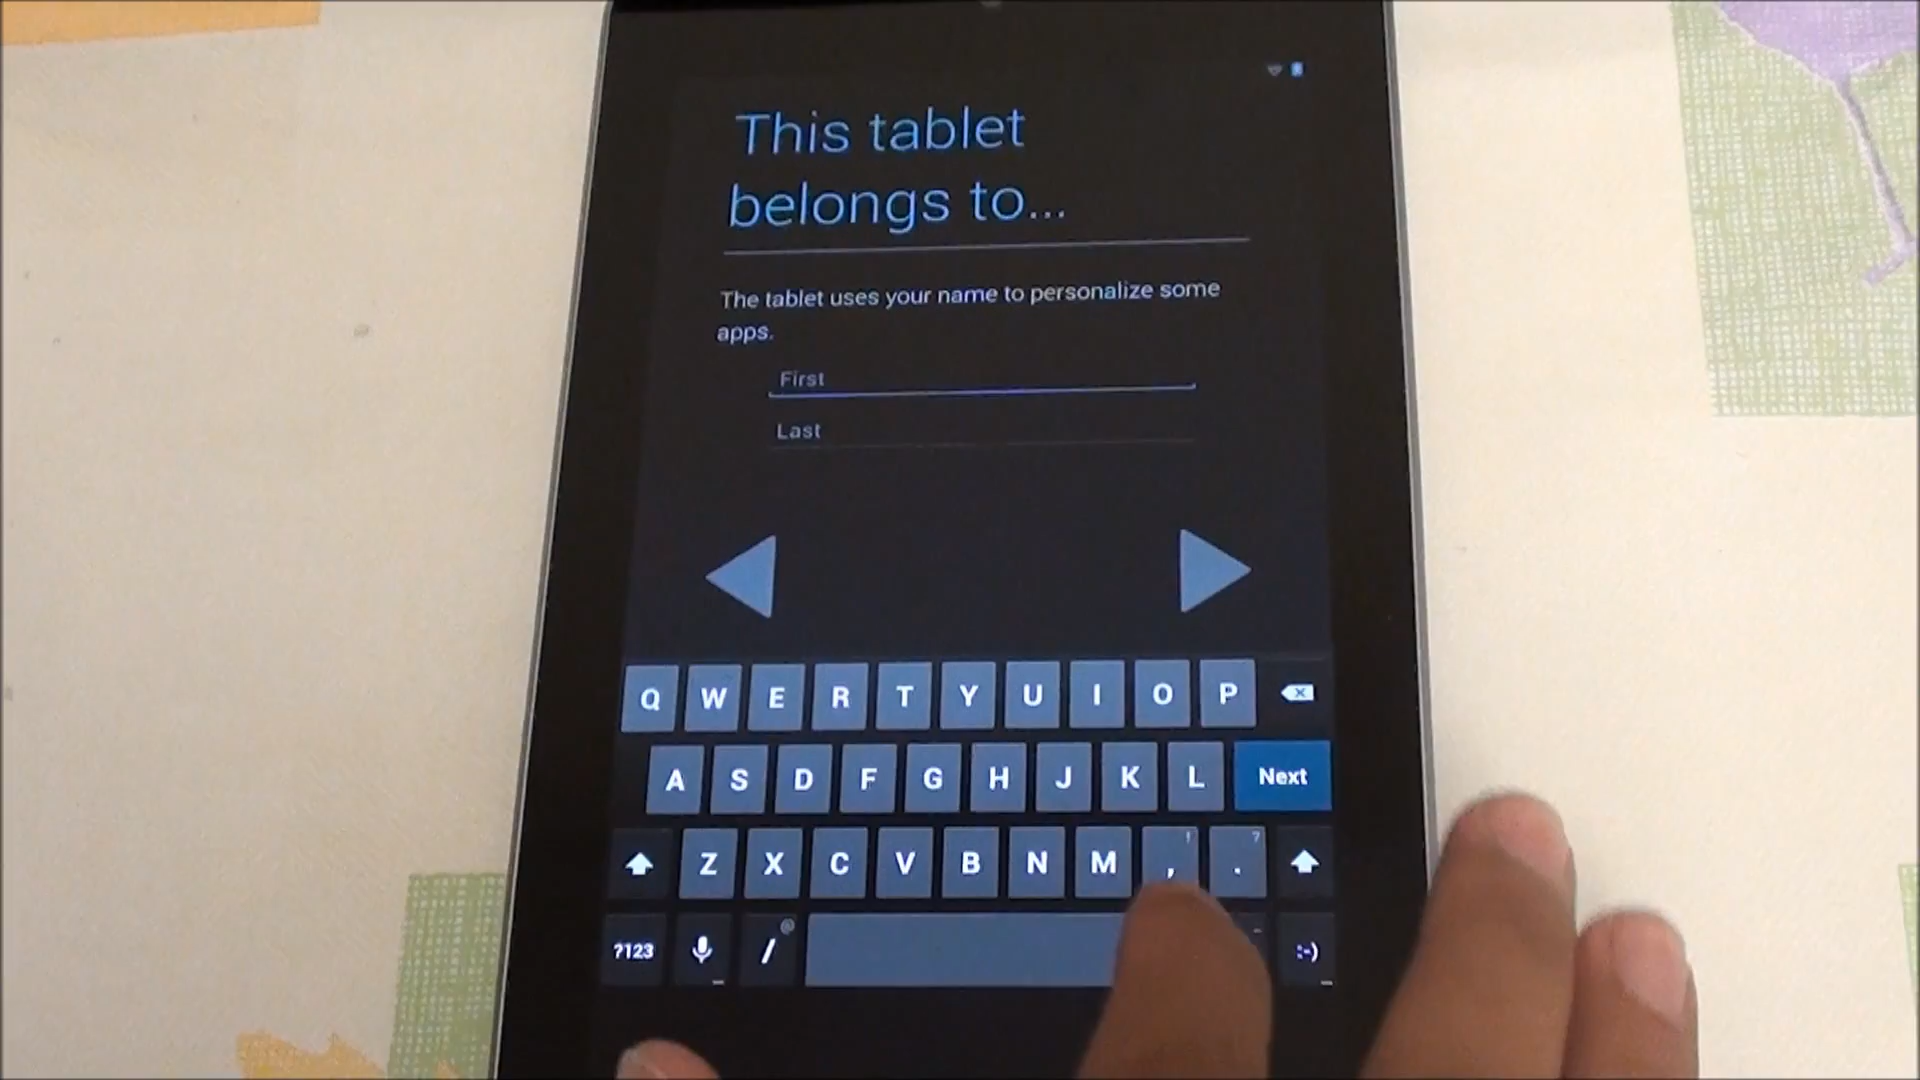 This tablet
belongs to...
The tablet uses your name to personalize some
apps.
First
Last
Q W E R T Y U I O P
A S D F G H J K L Next
Z X C V B N M , ! . ?
?123 / @ - :-)